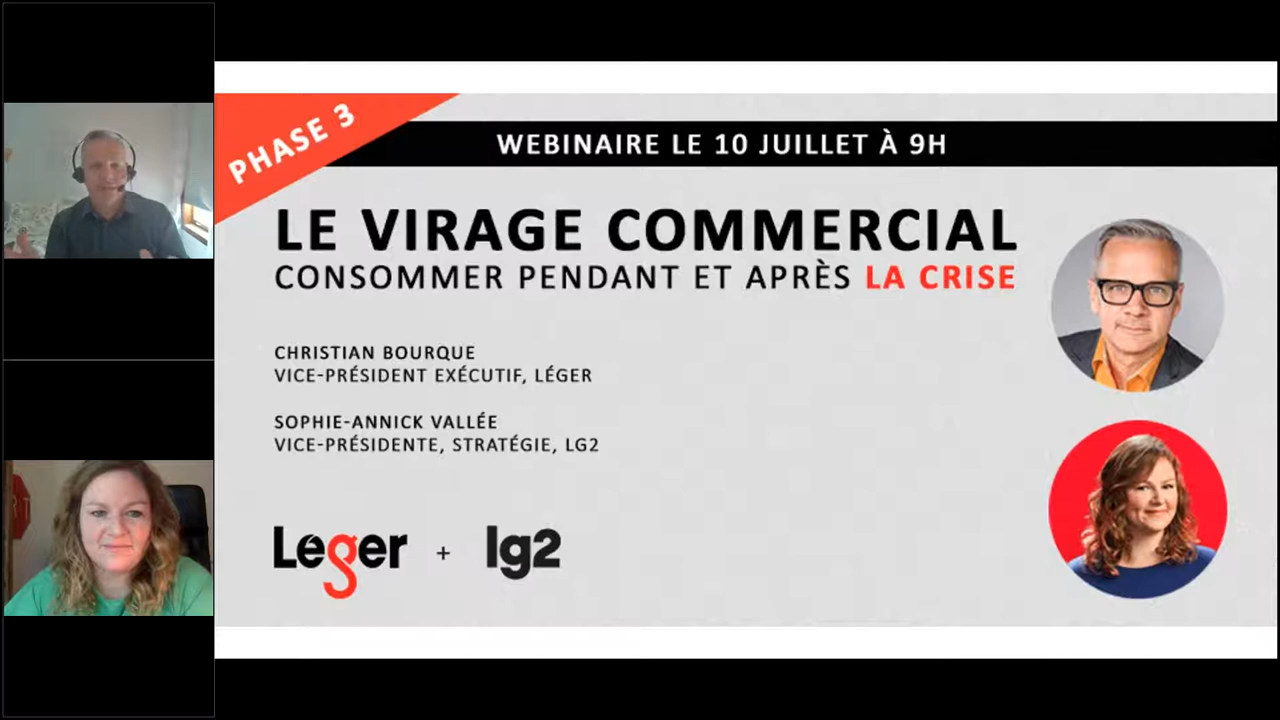 PHASE 3
WEBINAIRE LE 10 JUILLET À 9H
LE VIRAGE COMMERCIAL
CONSOMMER PENDANT ET APRÈS LA CRISE
CHRISTIAN BOURQUE
VICE-PRÉSIDENT EXÉCUTIF, LÉGER
SOPHIE-ANNICK VALLÉE
VICE-PRÉSIDENTE, STRATÉGIE, LG2
Léger + lg2